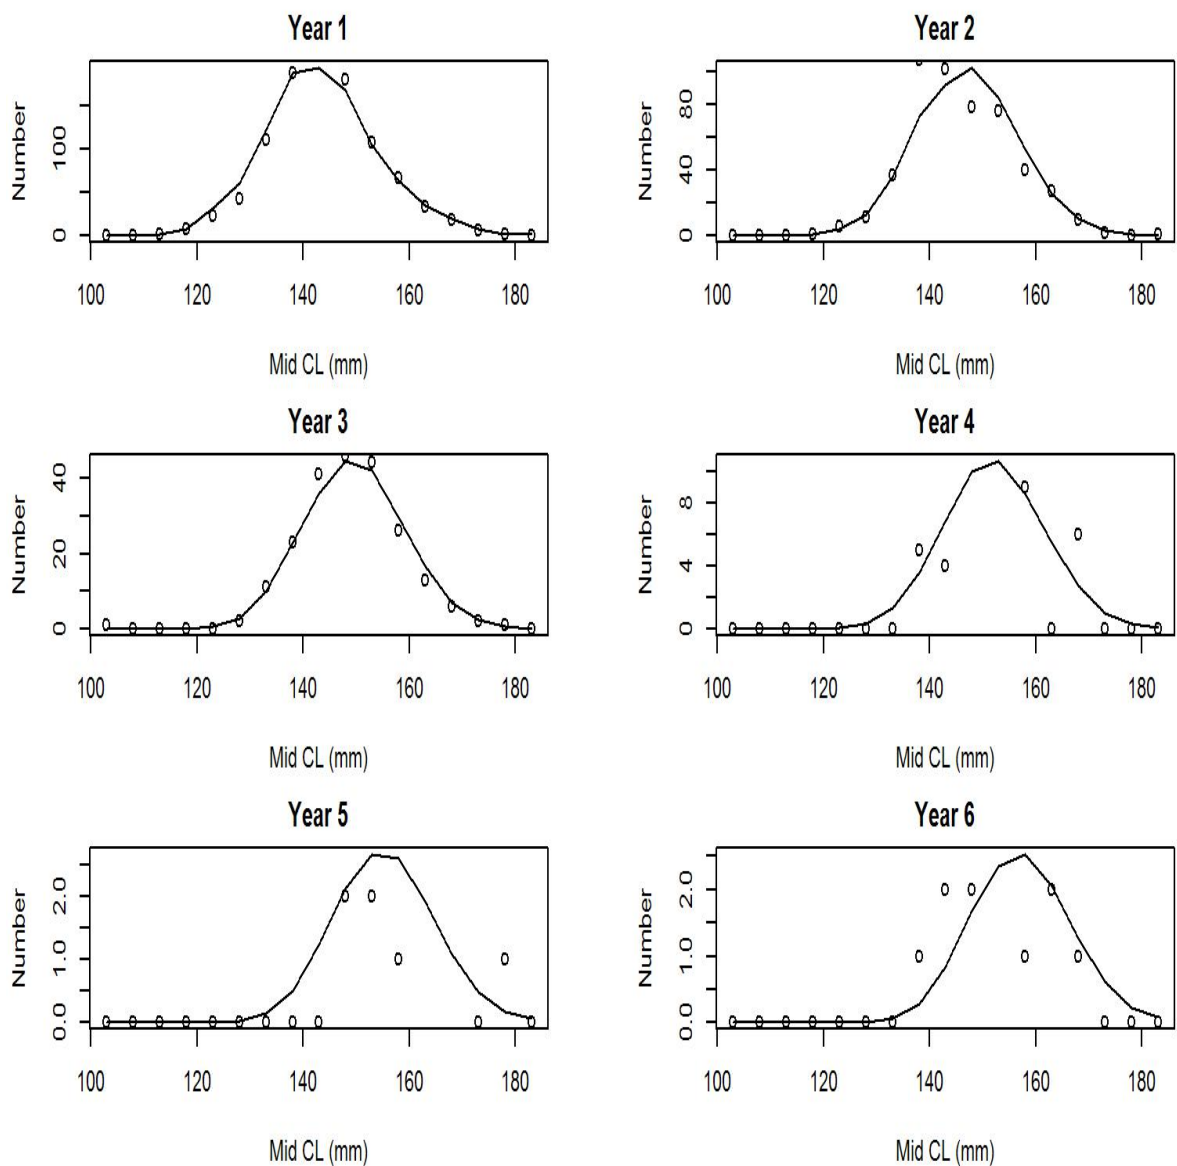 Year 1
Number
0 100
100 120 140 160 180
Mid CL (mm)
Year 2
Number
0 40 80
100 120 140 160 180
Mid CL (mm)
Year 3
Number
0 20 40
100 120 140 160 180
Mid CL (mm)
Year 4
Number
0 4 8
100 120 140 160 180
Mid CL (mm)
Year 5
Number
0.0 1.0 2.0
100 120 140 160 180
Mid CL (mm)
Year 6
Number
0.0 1.0 2.0
100 120 140 160 180
Mid CL (mm)